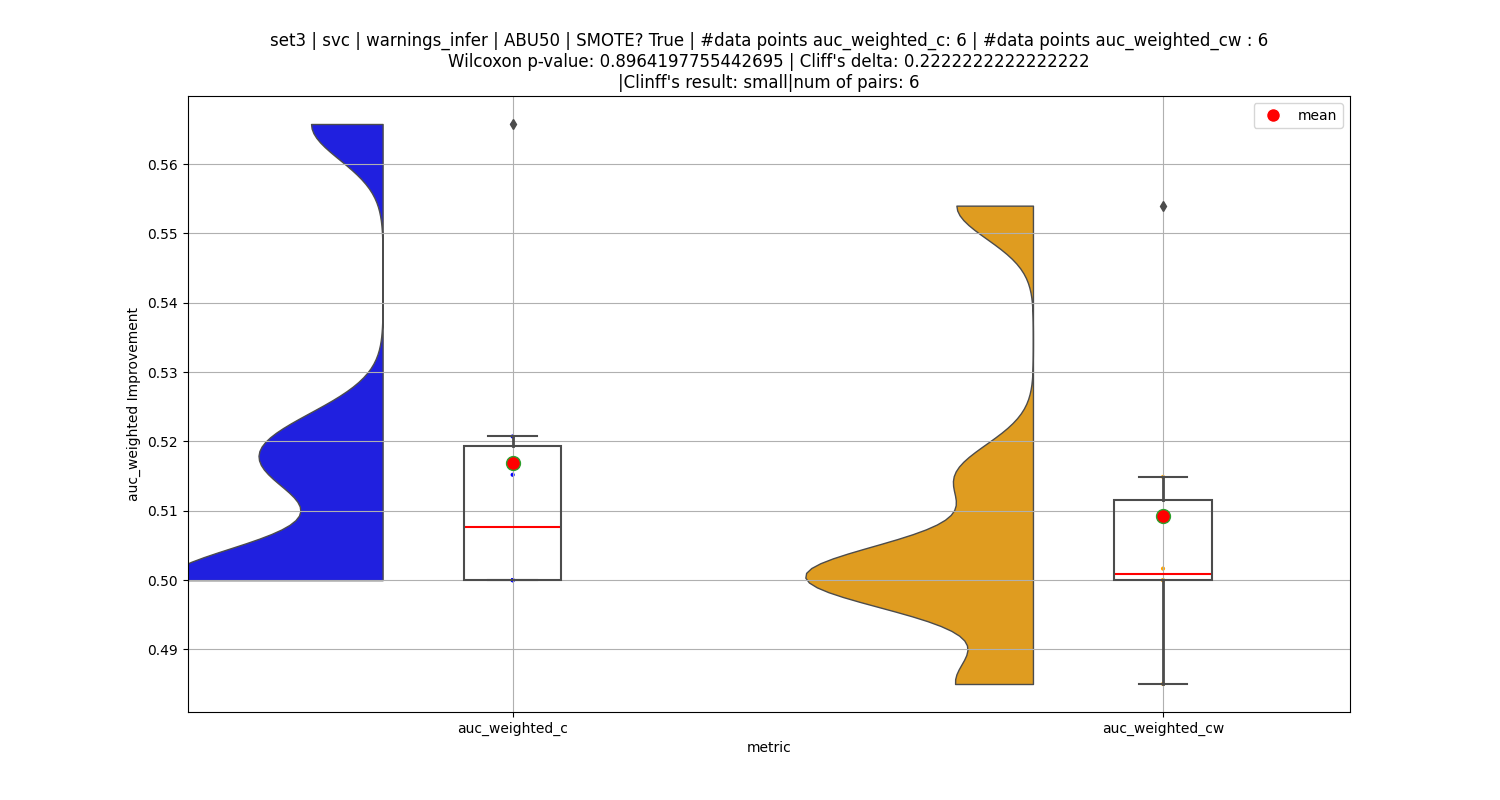 set3 | svc | warnings_infer | ABU50 | SMOTE? True | #data points auc_weighted_c: 6 | #data points auc_weighted_cw : 6
Wilcoxon p-value: 0.8964197755442695 | Cliff's delta: 0.2222222222222222
|Clinff's result: small|num of pairs: 6
mean
0.56
0.55
0.54
0.53
0.52
0.51
0.50
0.49
auc_weighted Improvement
auc_weighted_c
auc_weighted_cw
metric